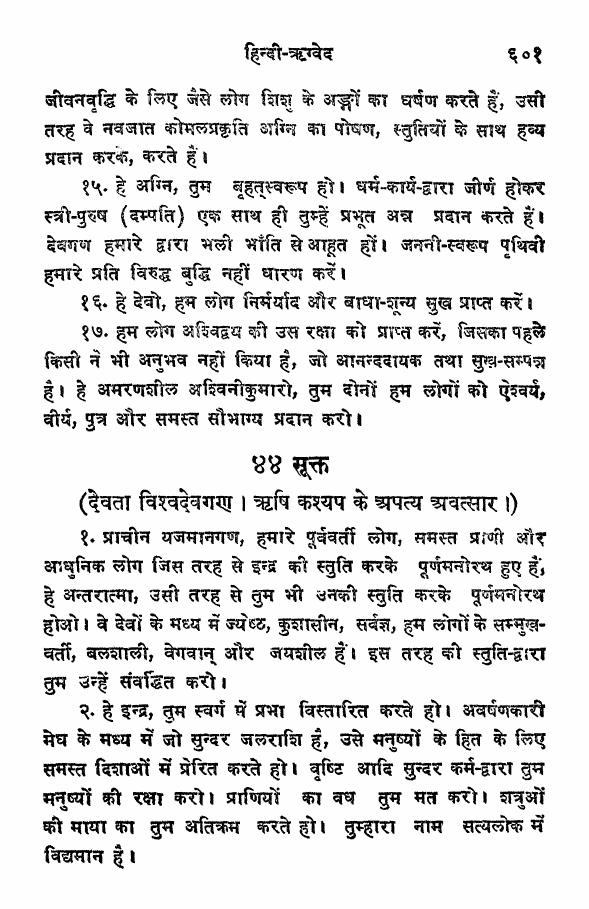 हिन्दी-ऋग्वेद ६०१
जीवनवृद्धि के लिए जैसे लोग शिशु के अङ्गों का घर्षण करते हैं, उसी
तरह वे नवजात कोमलप्रकृति अग्नि का पोषण, स्तुतियों के साथ हव्य
प्रदान करके, करते हैं।
१५. हे अग्नि, तुम बृहत्स्वरूप हो। धर्म-कार्य-द्वारा जीर्ण होकर
स्त्री-पुरुष (दम्पति) एक साथ ही तुम्हें प्रभूत अन्न प्रदान करते हैं।
देवगण हमारे द्वारा भली भाँति से आहूत हों। जननी-स्वरूप पृथिवी
हमारे प्रति विरुद्ध बुद्धि नहीं धारण करें।
१६. हे देवो, हम लोग निर्मर्याद और बाधा-शून्य सुख प्राप्त करें।
१७. हम लोग अश्विद्वय की उस रक्षा को प्राप्त करें, जिसका पहले
किसी ने भी अनुभव नहीं किया है, जो आनन्ददायक तथा सुख-सम्पन्न
है। हे अमरणशील अश्विनीकुमारो, तुम दोनों हम लोगों को ऐश्वर्य,
वीर्य, पुत्र और समस्त सौभाग्य प्रदान करो।
४४ सूक्त
(देवता विश्वदेवगण। ऋषि कश्यप के अपत्य अवत्सार।)
१. प्राचीन यजमानगण, हमारे पूर्ववर्ती लोग, समस्त प्राणी और
आधुनिक लोग जिस तरह से इन्द्र की स्तुति करके पूर्णमनोरथ हुए हैं,
हे अन्तरात्मा, उसी तरह से तुम भी उनकी स्तुति करके पूर्णमनोरथ
होओ। वे देवों के मध्य में ज्येष्ठ, कुशासीन, सर्वज्ञ, हम लोगों के सम्मुख-
वर्ती, बलशाली, वेगवान् और जयशील हैं। इस तरह की स्तुति-द्वारा
तुम उन्हें संवर्द्धित करो।
२. हे इन्द्र, तुम स्वर्ग में प्रभा विस्तारित करते हो। अवर्षणकारी
मेघ के मध्य में जो सुन्दर जलराशि है, उसे मनुष्यों के हित के लिए
समस्त दिशाओं में प्रेरित करते हो। वृष्टि आदि सुन्दर कर्म-द्वारा तुम
मनुष्यों की रक्षा करो। प्राणियों का वध तुम मत करो। शत्रुओं
की माया का तुम अतिक्रम करते हो। तुम्हारा नाम सत्यलोक में
विद्यमान है।